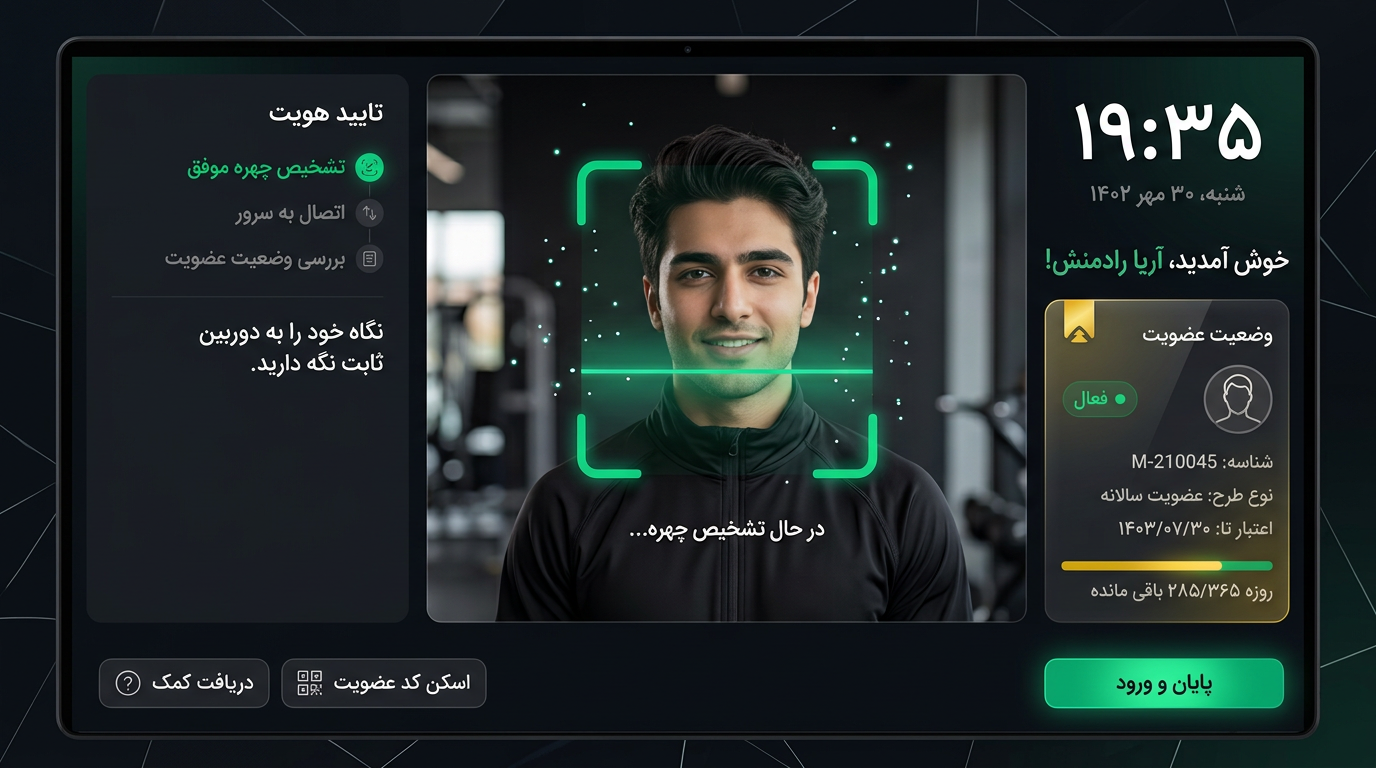 ۱۹:۳۵
شنبه، ۳۰ مهر ۱۴۰۲
خوش آمدید، آریا رادمنش!
وضعیت عضویت
فعال
شناسه: M-210045
نوع طرح: عضویت سالانه
اعتبار تا: ۱۴۰۳/۰۷/۳۰
روزه ۲۸۵/۳۶۵ باقی مانده
پایان و ورود
در حال تشخیص چهره...
تایید هویت
تشخیص چهره موفق
اتصال به سرور
بررسی وضعیت عضویت
نگاه خود را به دوربین
ثابت نگه دارید.
اسکن کد عضویت
دریافت کمک